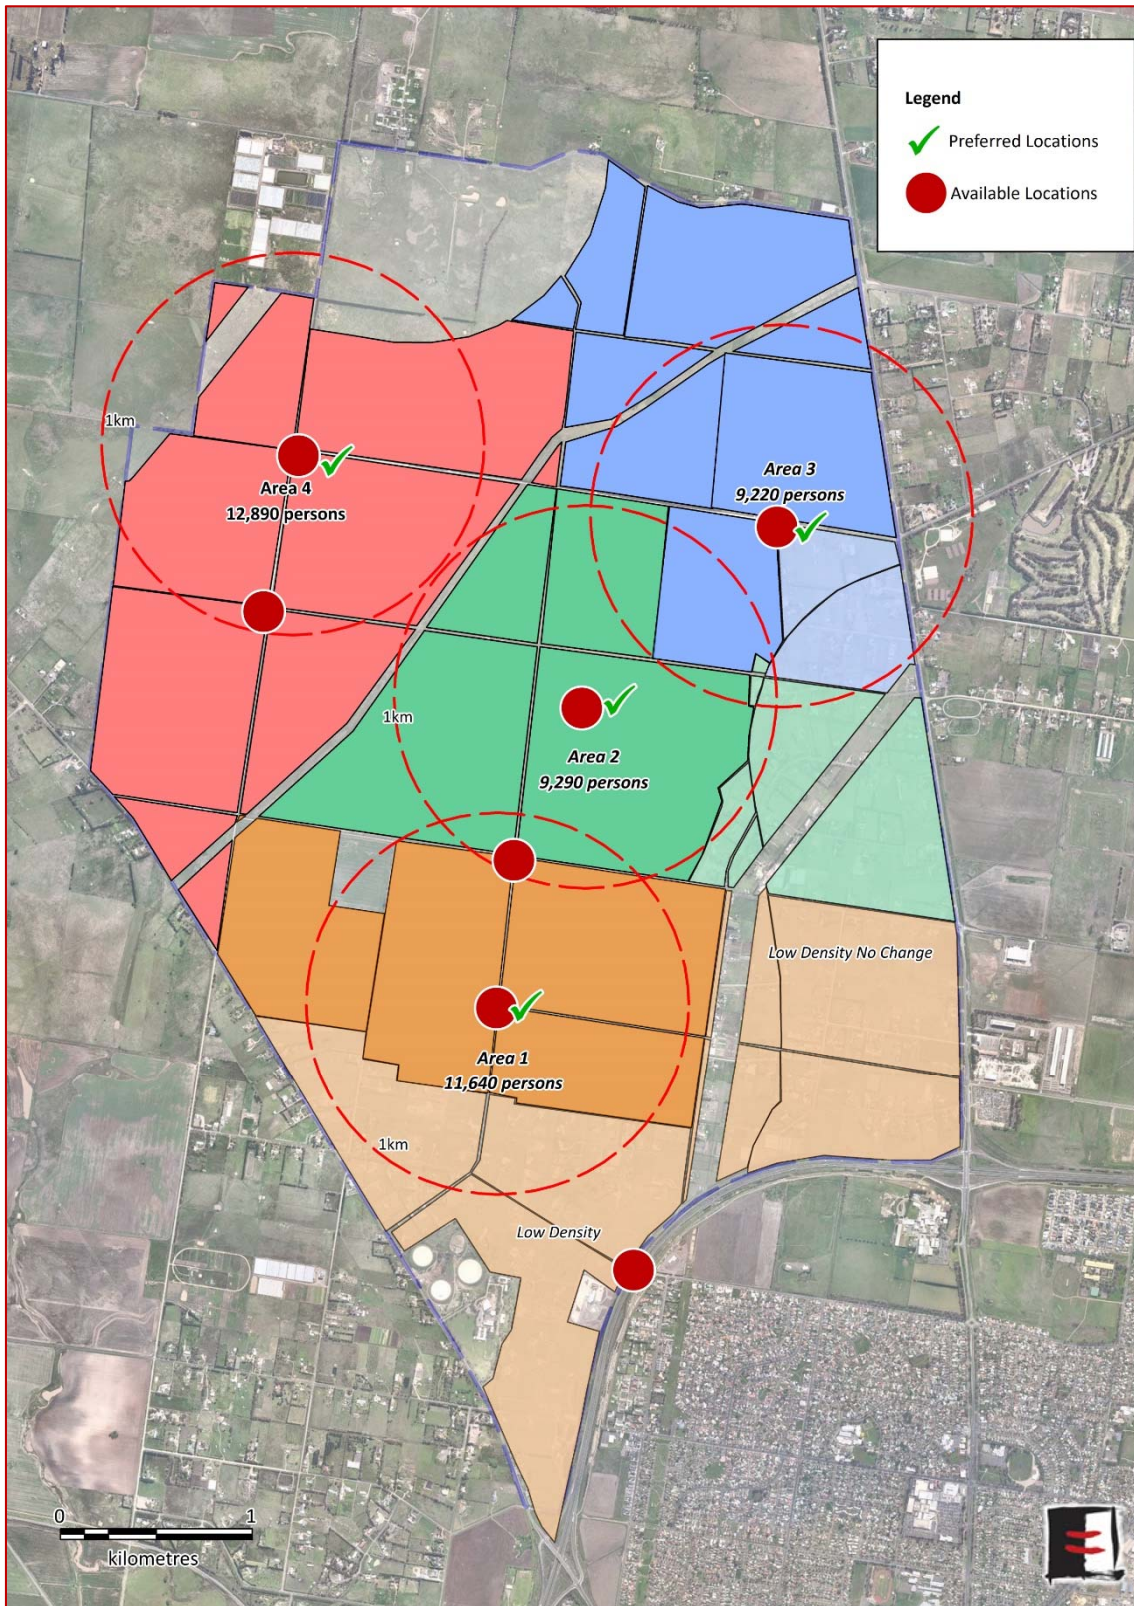 Legend
Preferred Locations
Available Locations
1km
Area 4
12,890 persons
Area 3
9,220 persons
1km
Area 2
9,290 persons
Low Density No Change
Area 1
11,640 persons
1km
Low Density
0 1
kilometres